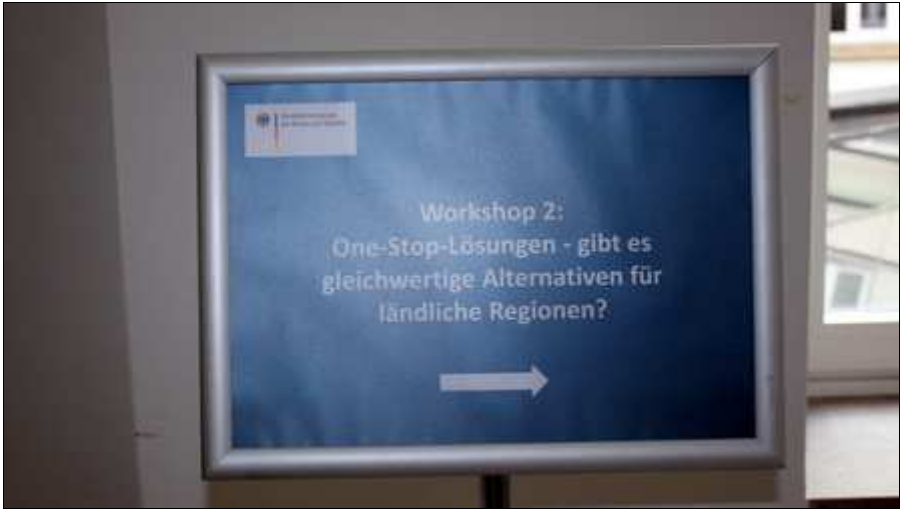 Workshop 2:
One-Stop-Lösungen - gibt es
gleichwertige Alternativen für
ländliche Regionen?